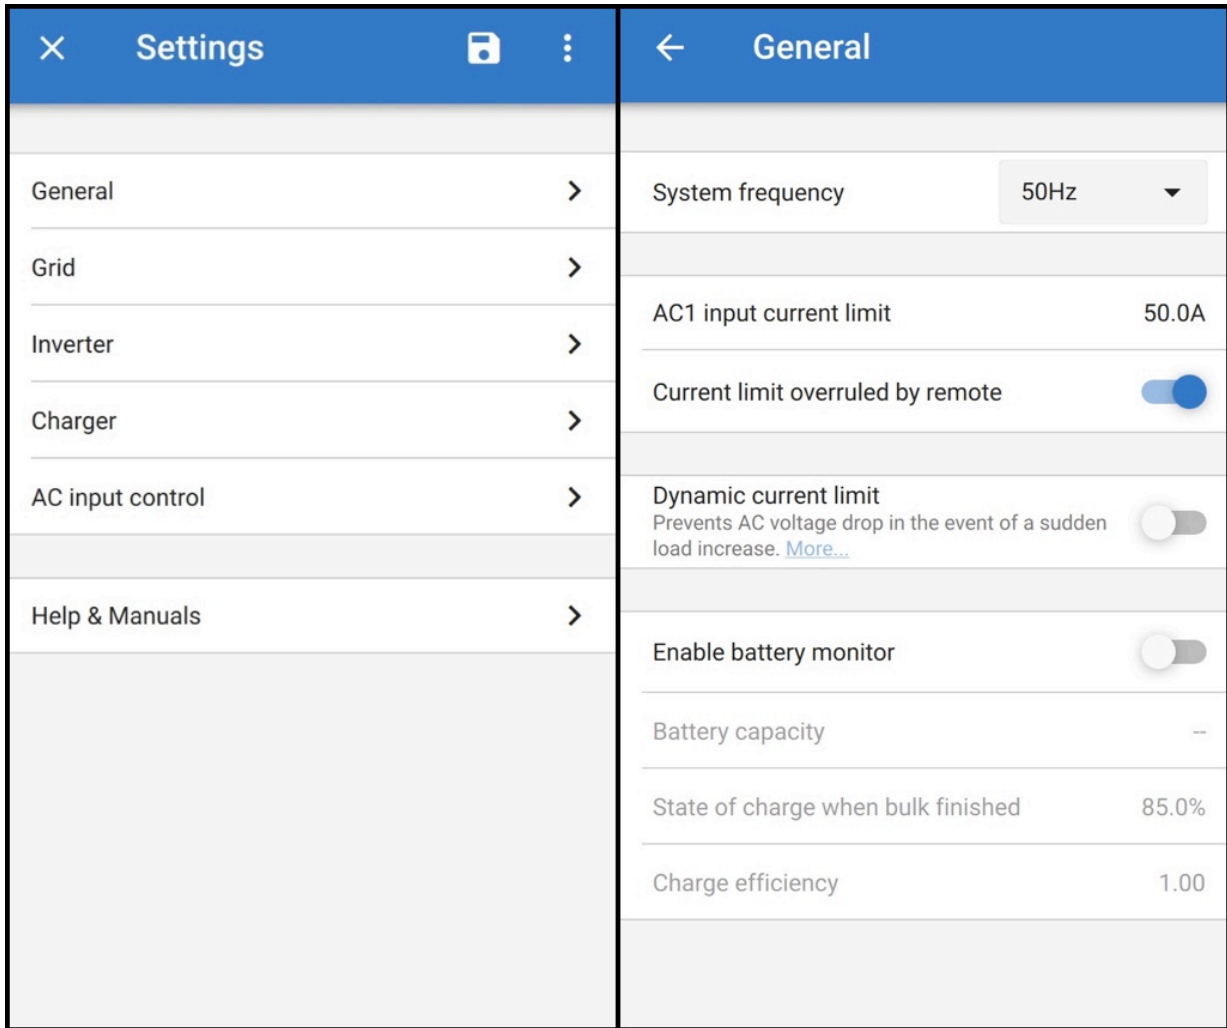 Settings
General
Grid
Inverter
Charger
AC input control
Help & Manuals
General
System frequency 50Hz
AC1 input current limit 50.0A
Current limit overruled by remote
Dynamic current limit
Prevents AC voltage drop in the event of a sudden
load increase. More...
Enable battery monitor
Battery capacity --
State of charge when bulk finished 85.0%
Charge efficiency 1.00